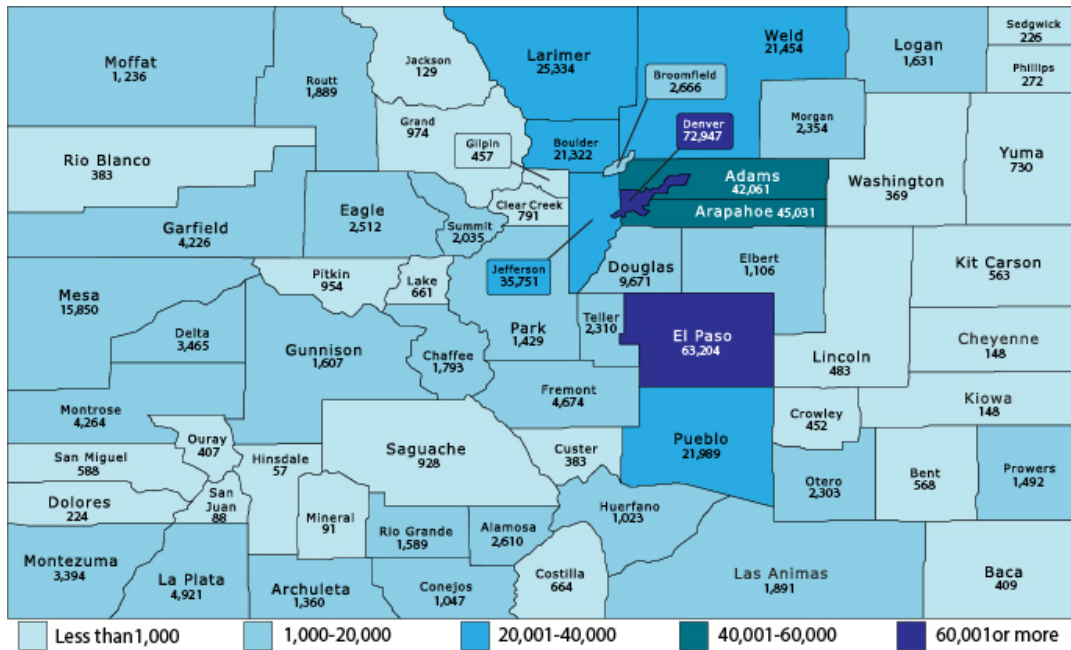 Moffat
1, 236
Routt
1,889
Jackson
129
Larimer
25,334
Weld
21,454
Logan
1,631
Sedgwick
226
Phillips
272
Broomfield
2,666
Morgan
2,354
Grand
974
Gilpin
457
Boulder
21,322
Denver
72,947
Rio Blanco
383
Adams
42,061
Washington
369
Yuma
730
Eagle
2,512
Summit
2,035
Clear Creek
791
Arapahoe 45,031
Garfield
4,226
Pitkin
954
Lake
661
Jefferson
35,751
Douglas
9,671
Elbert
1,106
Kit Carson
563
Mesa
15,850
Delta
3,465
Gunnison
1,607
Chaffee
1,793
Park
1,429
Teller
2,310
El Paso
63,204
Lincoln
483
Cheyenne
148
Montrose
4,264
Fremont
4,674
Crowley
452
Kiowa
148
Ouray
407
San Miguel
588
Hinsdale
57
Saguache
928
Custer
383
Pueblo
21,989
Otero
2,303
Bent
568
Prowers
1,492
Dolores
224
San
Juan
88
Mineral
91
Rio Grande
1,589
Alamosa
2,610
Huerfano
1,023
Montezuma
3,394
La Plata
4,921
Archuleta
1,360
Conejos
1,047
Costilla
664
Las Animas
1,891
Baca
409
Less than1,000
1,000-20,000
20,001-40,000
40,001-60,000
60,001or more